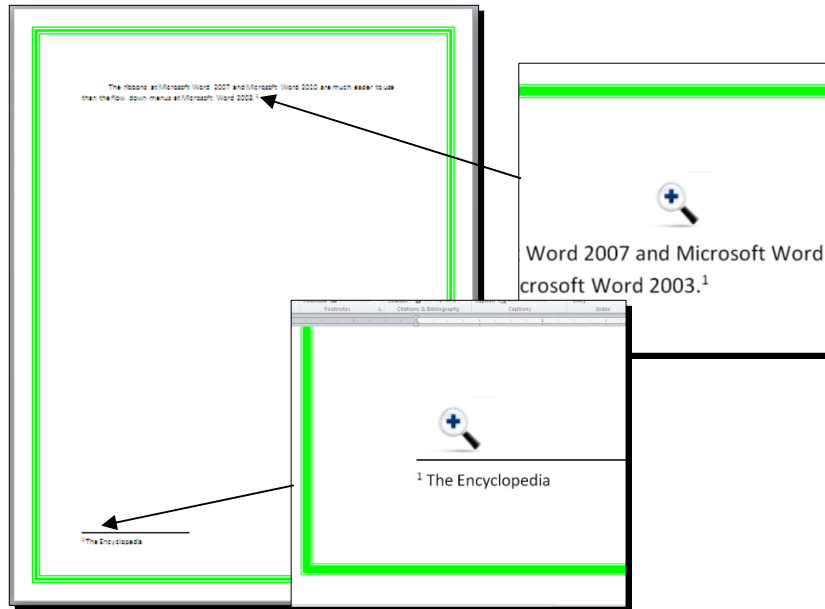 The ribbons at Microsoft Word 2007 and Microsoft Word 2010 are much easier to use
than the flow down menus at Microsoft Word 2003.1
Word 2007 and Microsoft Word
crosoft Word 2003.1
Footnotes Citations & Bibliography Captions Index
1 The Encyclopedia
1 The Encyclopedia